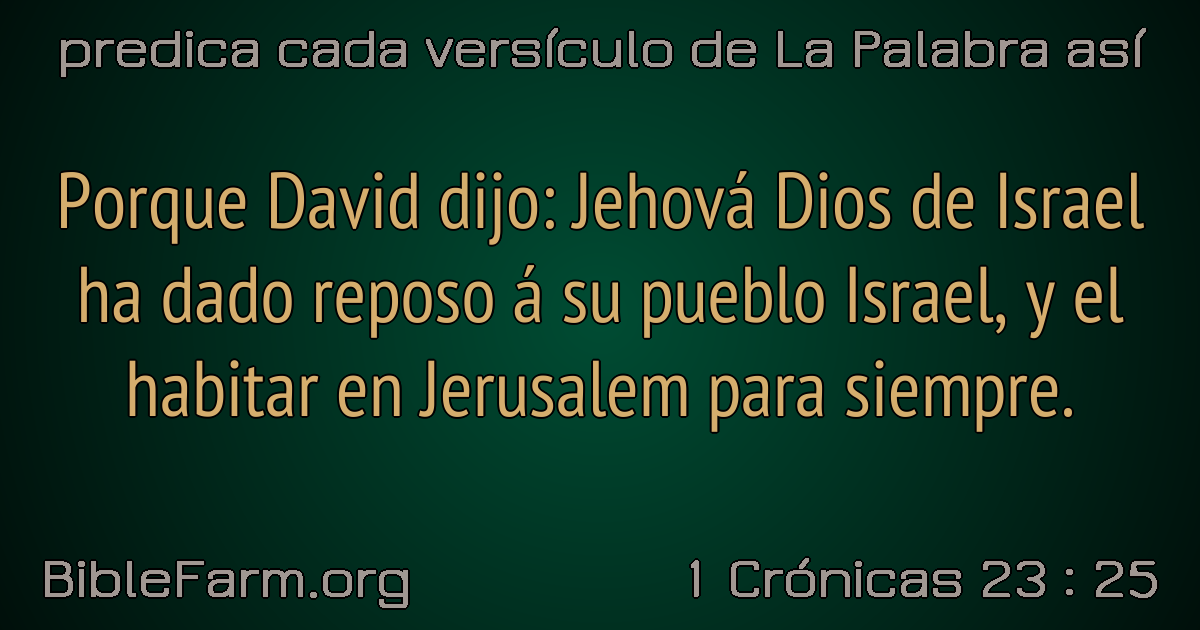 predica cada versículo de La Palabra así
Porque David dijo: Jehová Dios de Israel
ha dado reposo á su pueblo Israel, y el
habitar en Jerusalem para siempre.
BibleFarm.org
1 Crónicas 23 : 25